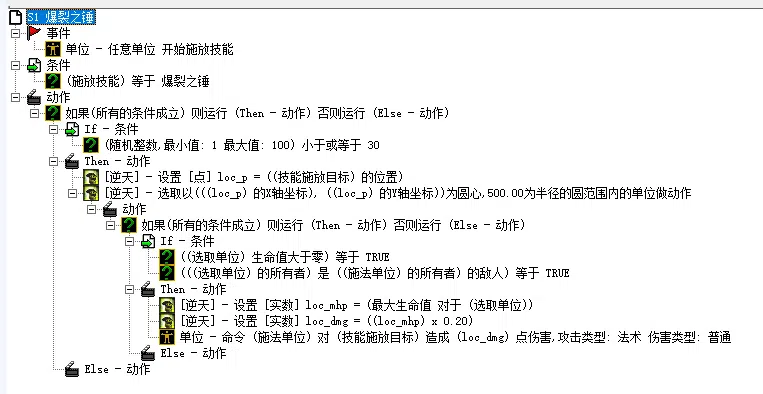 S1 爆裂之锤
事件
单位 - 任意单位 开始施放技能
条件
(施放技能) 等于 爆裂之锤
动作
如果(所有的条件成立) 则运行 (Then - 动作) 否则运行 (Else - 动作)
If - 条件
(随机整数,最小值: 1 最大值: 100) 小于或等于 30
Then - 动作
[逆天] - 设置 [点] loc_p = ((技能施放目标) 的位置)
[逆天] - 选取以(((loc_p) 的X轴坐标), ((loc_p) 的Y轴坐标))为圆心,500.00为半径的圆范围内的单位做动作
动作
如果(所有的条件成立) 则运行 (Then - 动作) 否则运行 (Else - 动作)
If - 条件
((选取单位) 生命值大于零) 等于 TRUE
(((选取单位) 的所有者) 是 ((施法单位) 的所有者) 的敌人) 等于 TRUE
Then - 动作
[逆天] - 设置 [实数] loc_mhp = (最大生命值 对于 (选取单位))
[逆天] - 设置 [实数] loc_dmg = ((loc_mhp) x 0.20)
单位 - 命令 (施法单位) 对 (技能施放目标) 造成 (loc_dmg) 点伤害,攻击类型: 法术 伤害类型: 普通
Else - 动作
Else - 动作